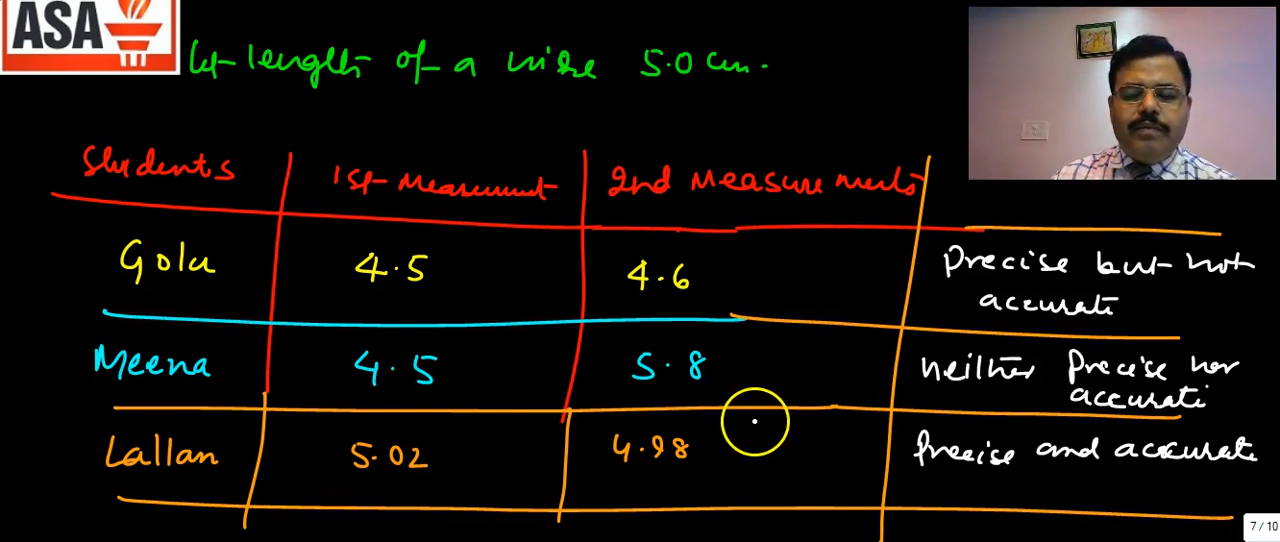 ASA
let length of a wire 5.0 cm.
Students 1st Measurement 2nd Measurements
Golu 4.5 4.6 Precise but not
accurate
Meena 4.5 5.8 neither Precise nor
accurate
Lallan 5.02 4.98 Precise and accurate
7 / 10